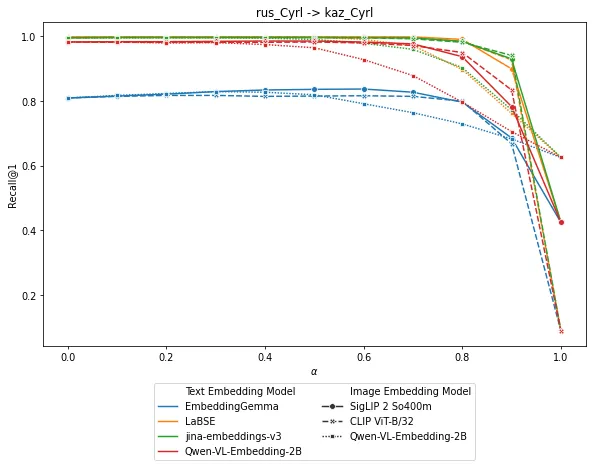 rus_Cyrl -> kaz_Cyrl
Recall@1
1.0
0.8
0.6
0.4
0.2
0.0 0.2 0.4 0.6 0.8 1.0
α
Text Embedding Model
EmbeddingGemma
LaBSE
jina-embeddings-v3
Qwen-VL-Embedding-2B
Image Embedding Model
SigLIP 2 So400m
CLIP ViT-B/32
Qwen-VL-Embedding-2B